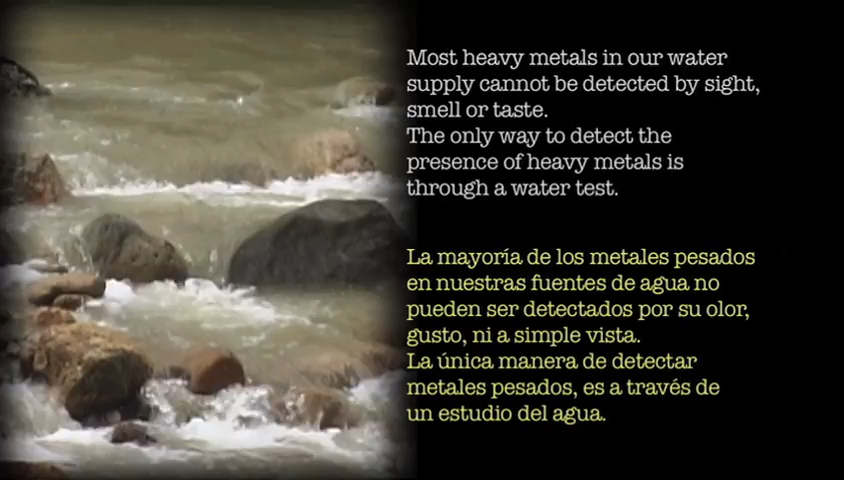 Most heavy metals in our water
supply cannot be detected by sight,
smell or taste.
The only way to detect the
presence of heavy metals is
through a water test.
La mayoría de los metales pesados
en nuestras fuentes de agua no
pueden ser detectados por su olor,
gusto, ni a simple vista.
La única manera de detectar
metales pesados, es a través de
un estudio del agua.